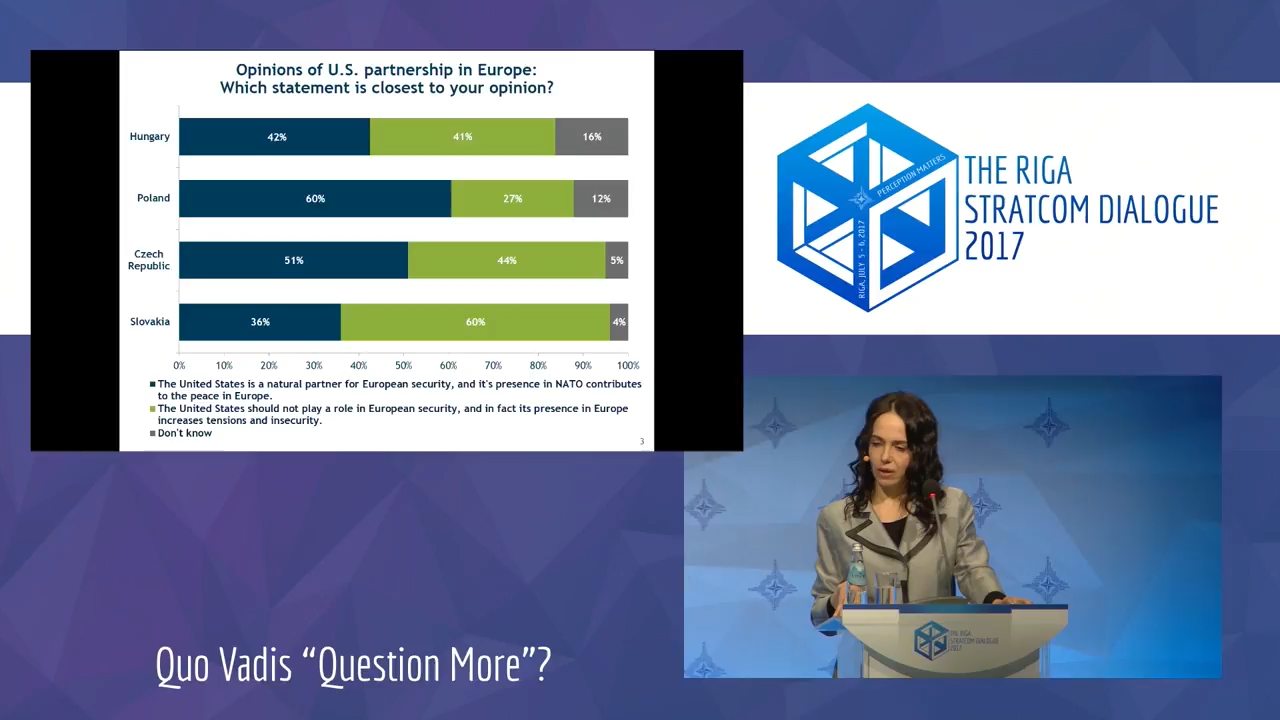 Opinions of U.S. partnership in Europe:
Which statement is closest to your opinion?
Hungary
42%
41%
16%
Poland
60%
27%
12%
Czech
Republic
51%
44%
5%
Slovakia
36%
60%
4%
0%
10%
20%
30%
40%
50%
60%
70%
80%
90%
100%
The United States is a natural partner for European security, and it's presence in NATO contributes
to the peace in Europe.
The United States should not play a role in European security, and in fact its presence in Europe
increases tensions and insecurity.
Don't know
3
PERCEPTION MATTERS
RIGA, JULY 5 - 6, 2017
THE RIGA
STRATCOM DIALOGUE
2017
THE RIGA
STRATCOM DIALOGUE
2017
Quo Vadis “Question More”?